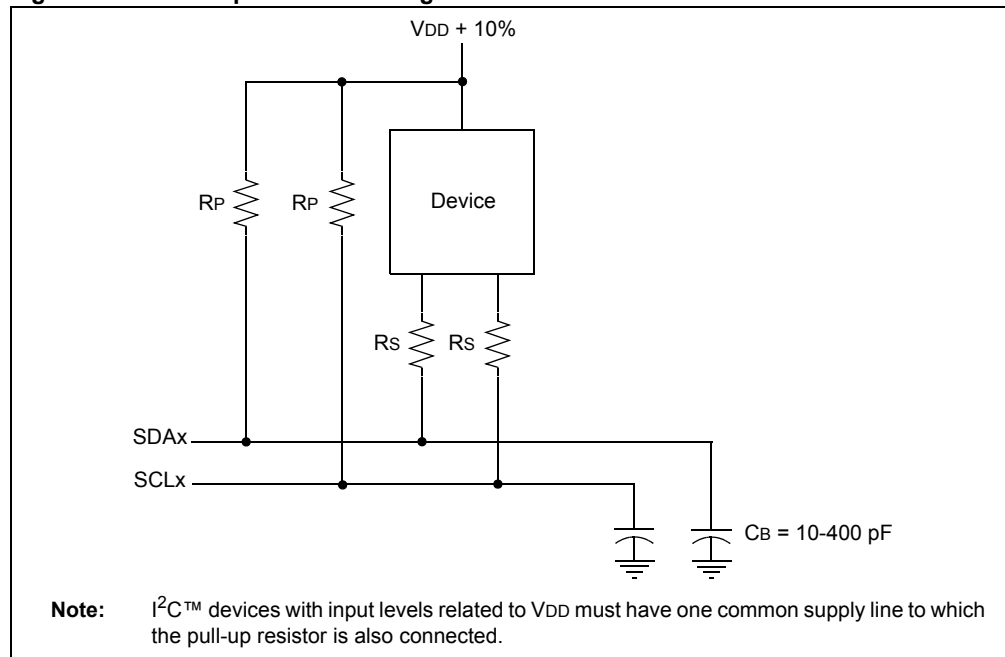 VDD + 10%
RP RP Device
RS RS
SDAx
SCLx
CB = 10-400 pF
Note: I2C™ devices with input levels related to VDD must have one common supply line to which
the pull-up resistor is also connected.